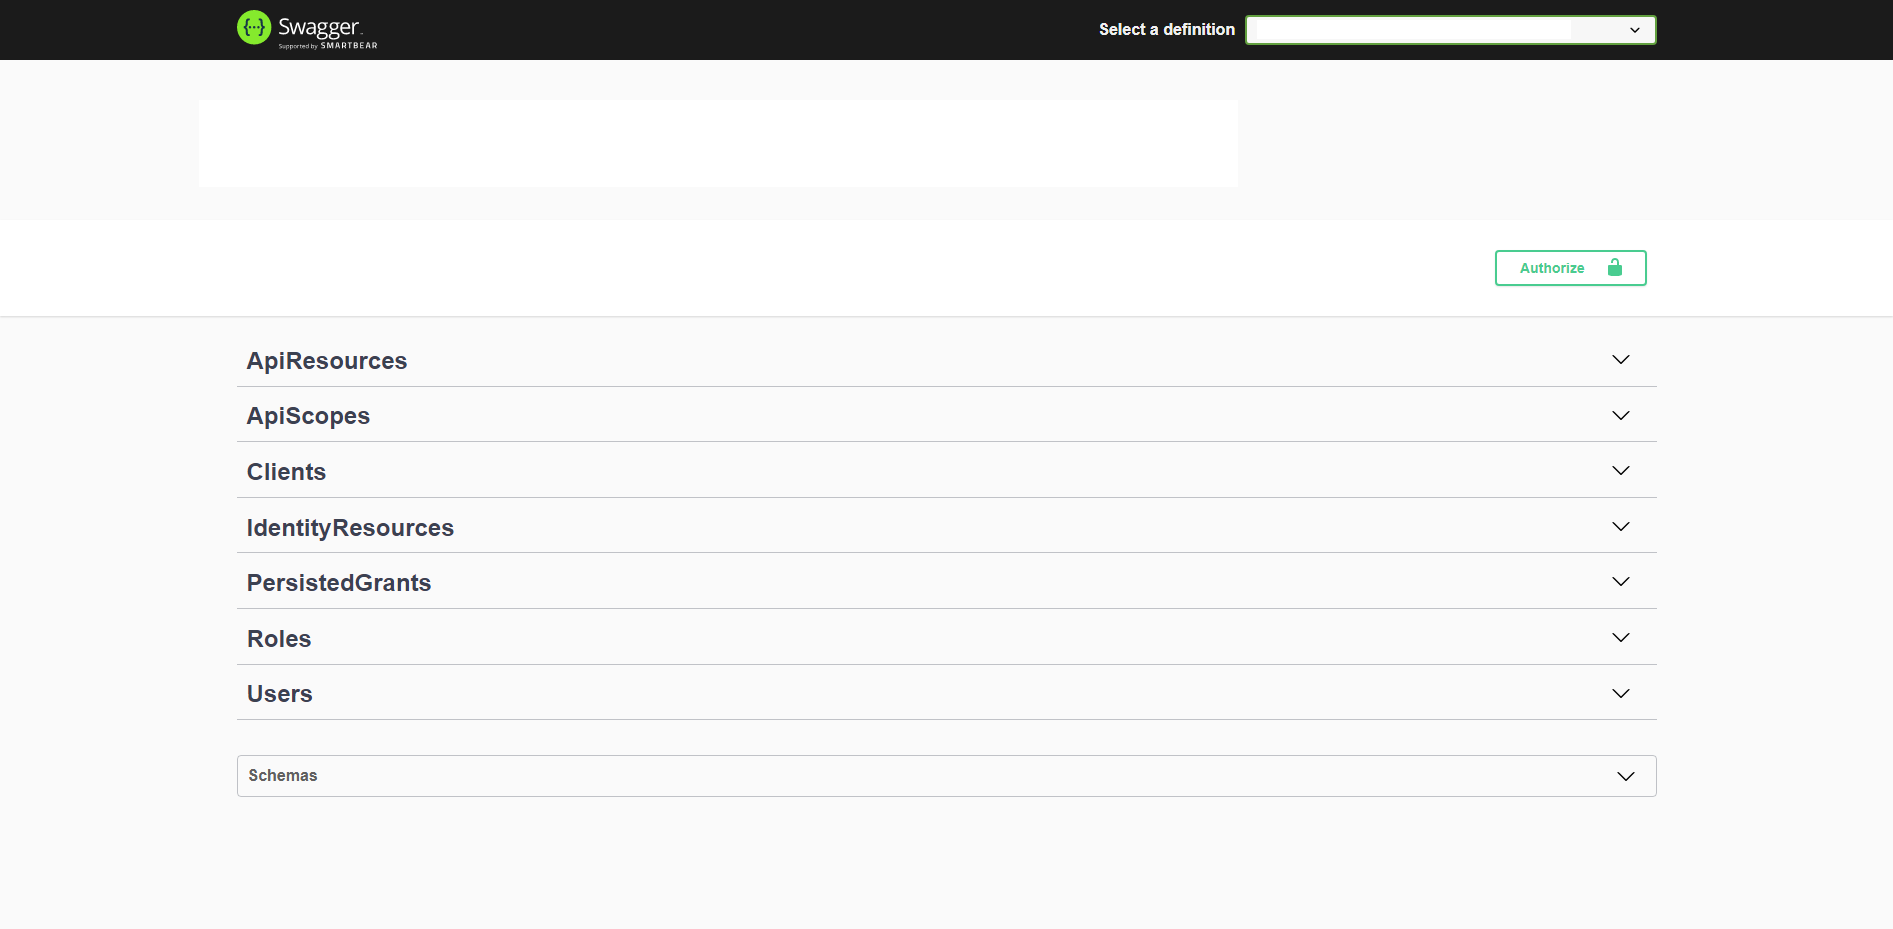 {···} Swagger.
Supported by SMARTBEAR
Select a definition
Authorize
ApiResources
ApiScopes
Clients
IdentityResources
PersistedGrants
Roles
Users
Schemas